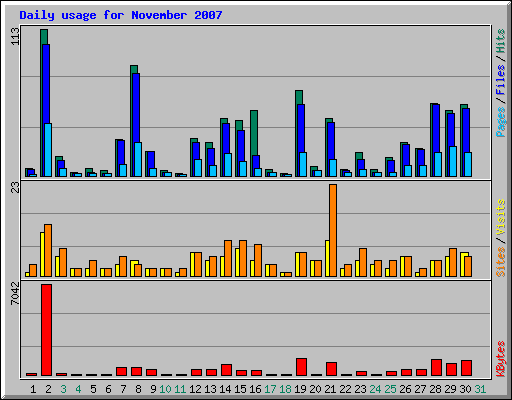 Daily usage for November 2007
113
Pages / Files / Hits
23
Sites / Visits
7042
KBytes
1 2 3 4 5 6 7 8 9 10 11 12 13 14 15 16 17 18 19 20 21 22 23 24 25 26 27 28 29 30 31